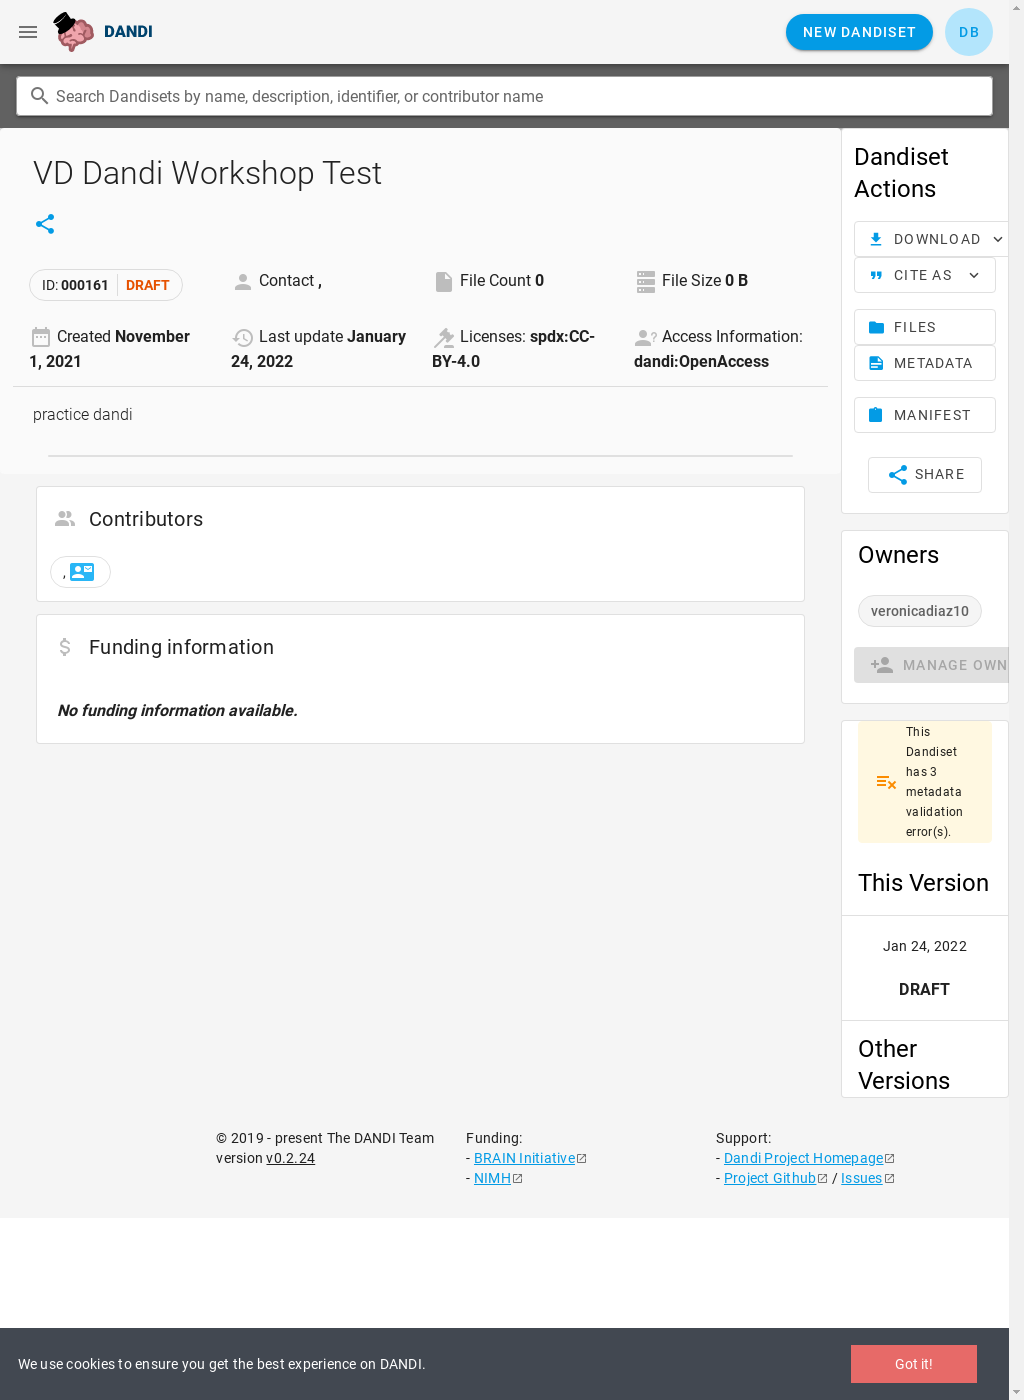 DANDI
NEW DANDISET
DB
Search Dandisets by name, description, identifier, or contributor name
VD Dandi Workshop Test
ID: 000161 DRAFT
Contact ,
File Count 0
File Size 0 B
Created November
1, 2021
Last update January
24, 2022
Licenses: spdx:CC-
BY-4.0
Access Information:
dandi:OpenAccess
practice dandi
Contributors
,
Funding information
No funding information available.
Dandiset
Actions
DOWNLOAD
CITE AS
FILES
METADATA
MANIFEST
SHARE
Owners
veronicadiaz10
MANAGE OWN
This
Dandiset
has 3
metadata
validation
error(s).
This Version
Jan 24, 2022
DRAFT
Other
Versions
© 2019 - present The DANDI Team
version v0.2.24
Funding:
- BRAIN Initiative
- NIMH
Support:
- Dandi Project Homepage
- Project Github / Issues
We use cookies to ensure you get the best experience on DANDI.
Got it!